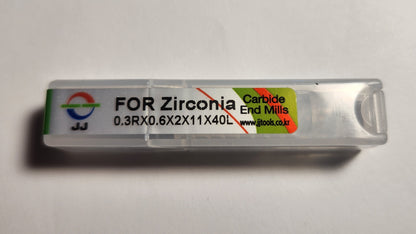 JJ
FOR Zirconia
0.3RX0.6X2X11X40L
Carbide
End Mills
www.jjtools.co.kr